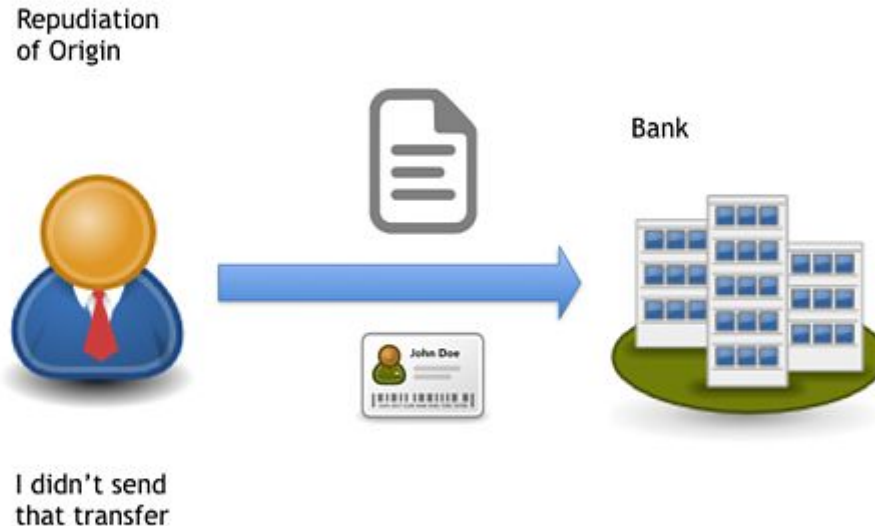 Repudiation
of Origin
Bank
John Doe
I didn't send
that transfer